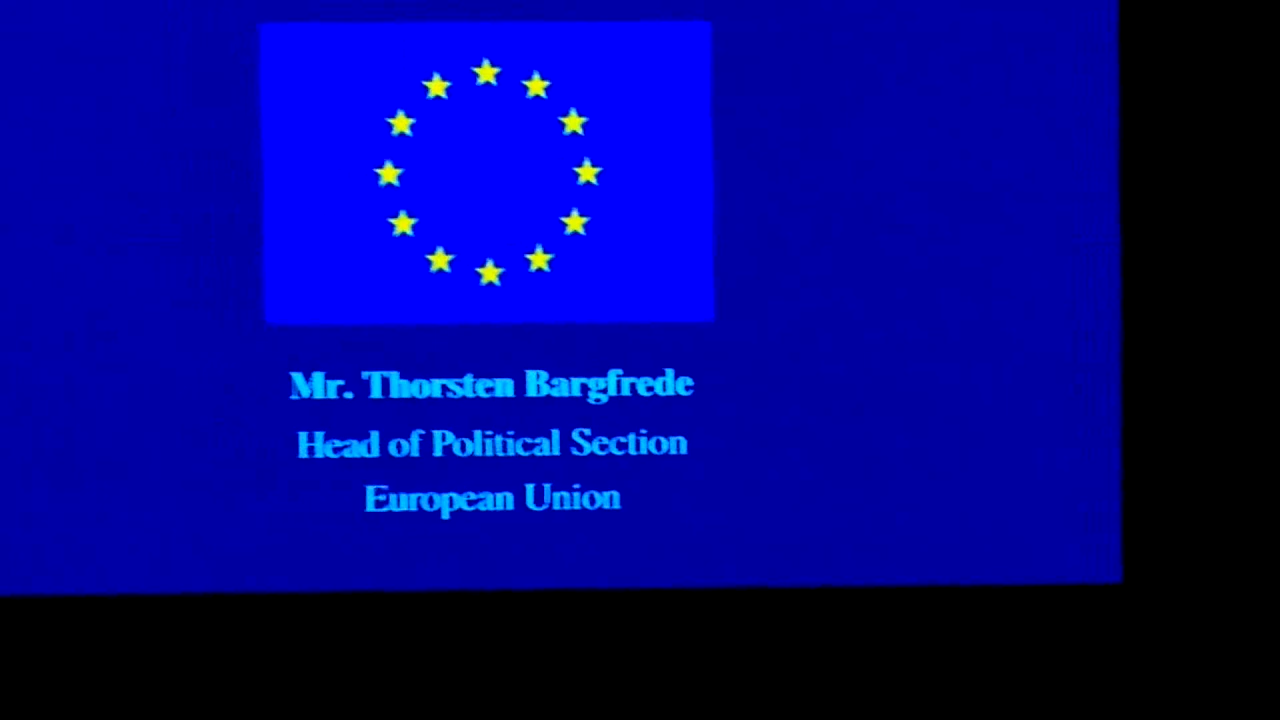 Mr. Thorsten Bargfrede
Head of Political Section
European Union